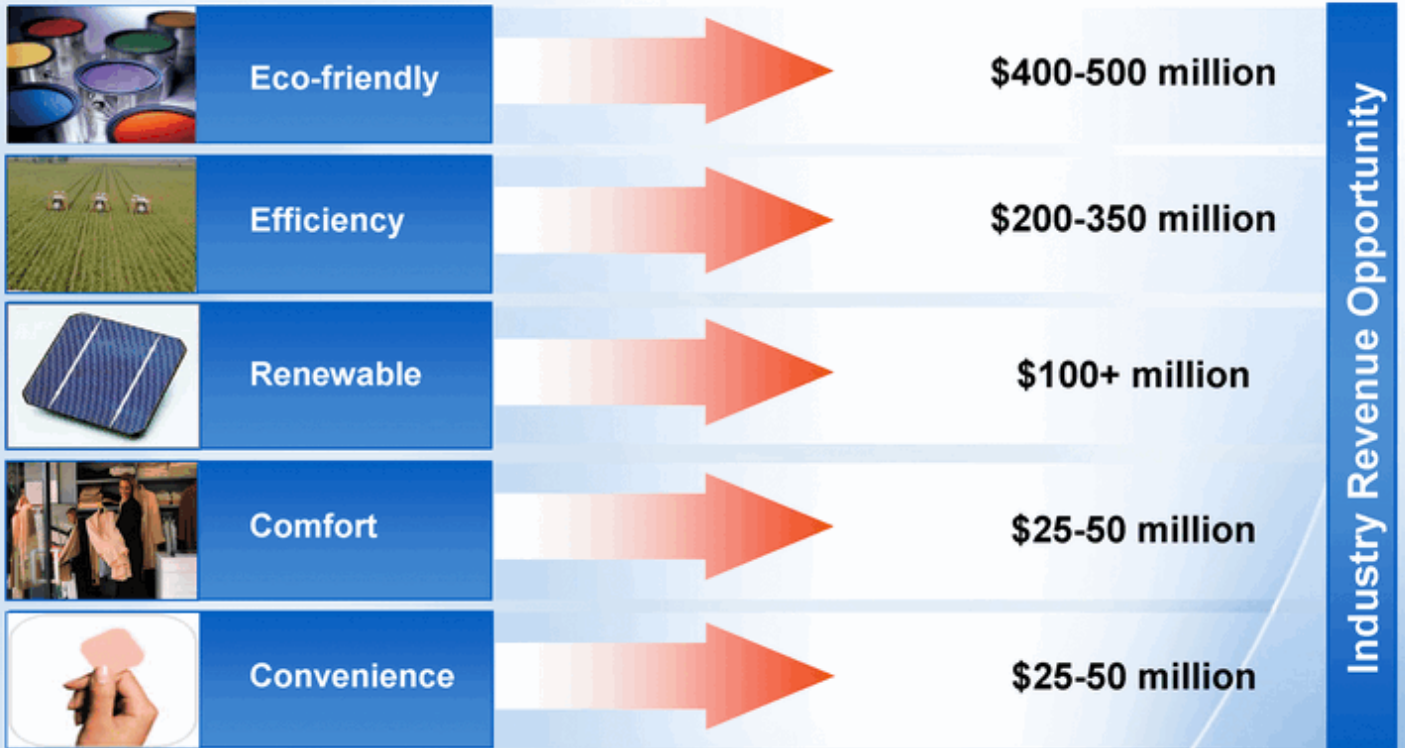 Eco-friendly
$400-500 million
Efficiency
$200-350 million
Renewable
$100+ million
Comfort
$25-50 million
Convenience
$25-50 million
Industry Revenue Opportunity